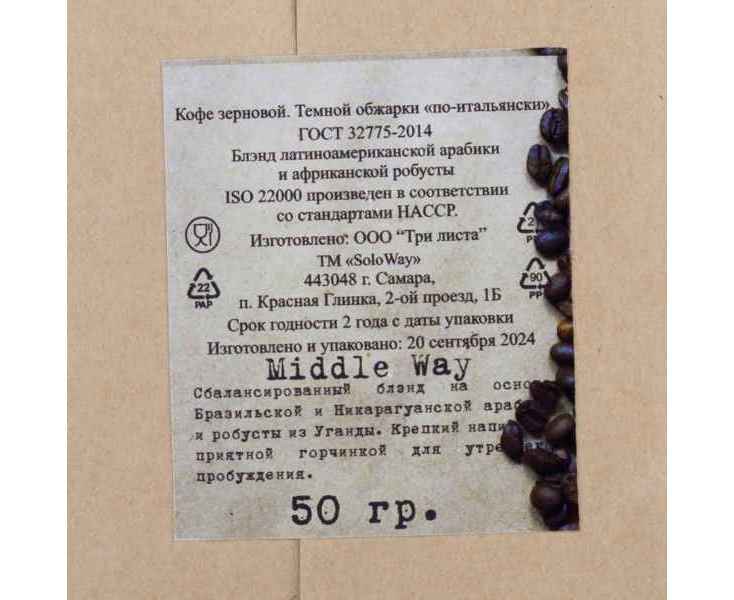 Кофе зерновой. Темной обжарки «по-итальянски»
ГОСТ 32775-2014
Блэнд латиноамериканской арабики
и африканской робусты
ISO 22000 произведен в соответствии
со стандартами НАССР.
Изготовлено: ООО “Три листа”
ТМ «SoloWay»
443048 г. Самара,
п. Красная Глинка, 2-ой проезд, 1Б
22
PAP
90
PP
Срок годности 2 года с даты упаковки
Изготовлено и упаковано: 20 сентября 2024
Middle Way
Сбалансированный блэнд на
Бразильской и Никарагуанской
и робусты из Уганды. Крепкий
приятной горчинкой для
пробуждения.
50 гр.